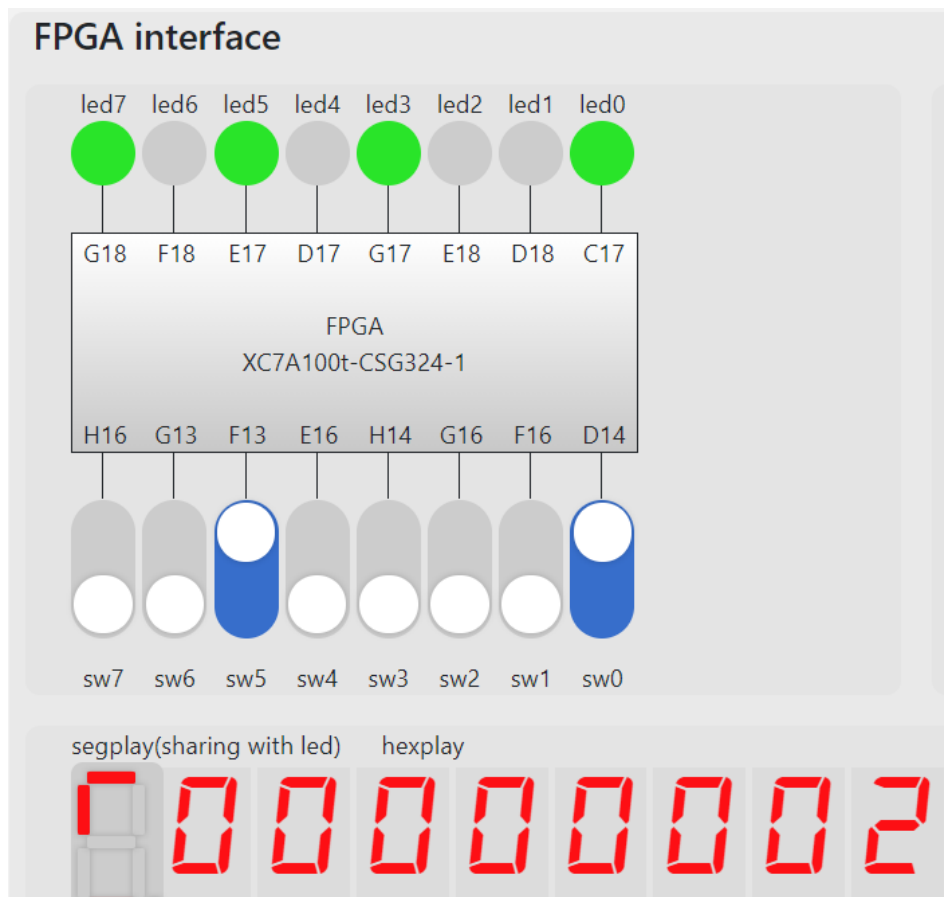 FPGA interface
led7 led6 led5 led4 led3 led2 led1 led0
G18 F18 E17 D17 G17 E18 D18 C17
FPGA
XC7A100t-CSG324-1
H16 G13 F13 E16 H14 G16 F16 D14
sw7 sw6 sw5 sw4 sw3 sw2 sw1 sw0
segplay(sharing with led) hexplay
00000002